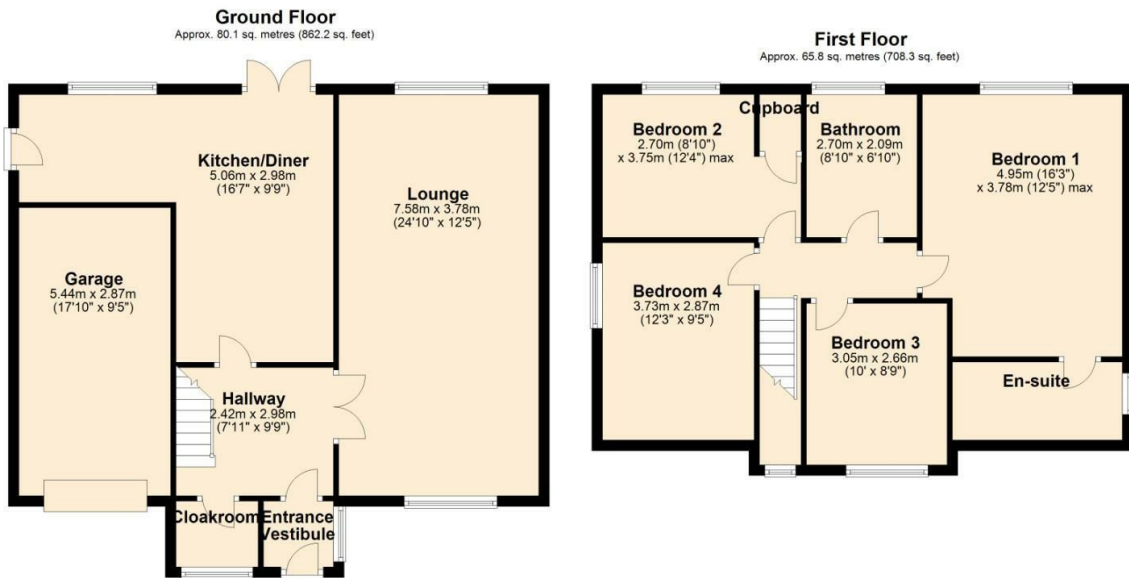 Ground Floor
Approx. 80.1 sq. metres (862.2 sq. feet)
Kitchen/Diner
5.06m x 2.98m
(16'7" x 9'9")
Lounge
7.58m x 3.78m
(24'10" x 12'5")
Garage
5.44m x 2.87m
(17'10" x 9'5")
Hallway
2.42m x 2.98m
(7'11" x 9'9")
Cloakroom
Entrance
Vestibule
First Floor
Approx. 65.8 sq. metres (708.3 sq. feet)
Cupboard
Bedroom 2
2.70m (8'10")
x 3.75m (12'4") max
Bathroom
2.70m x 2.09m
(8'10" x 6'10")
Bedroom 1
4.95m (16'3")
x 3.78m (12'5") max
Bedroom 4
3.73m x 2.87m
(12'3" x 9'5")
Bedroom 3
3.05m x 2.66m
(10' x 8'9")
En-suite